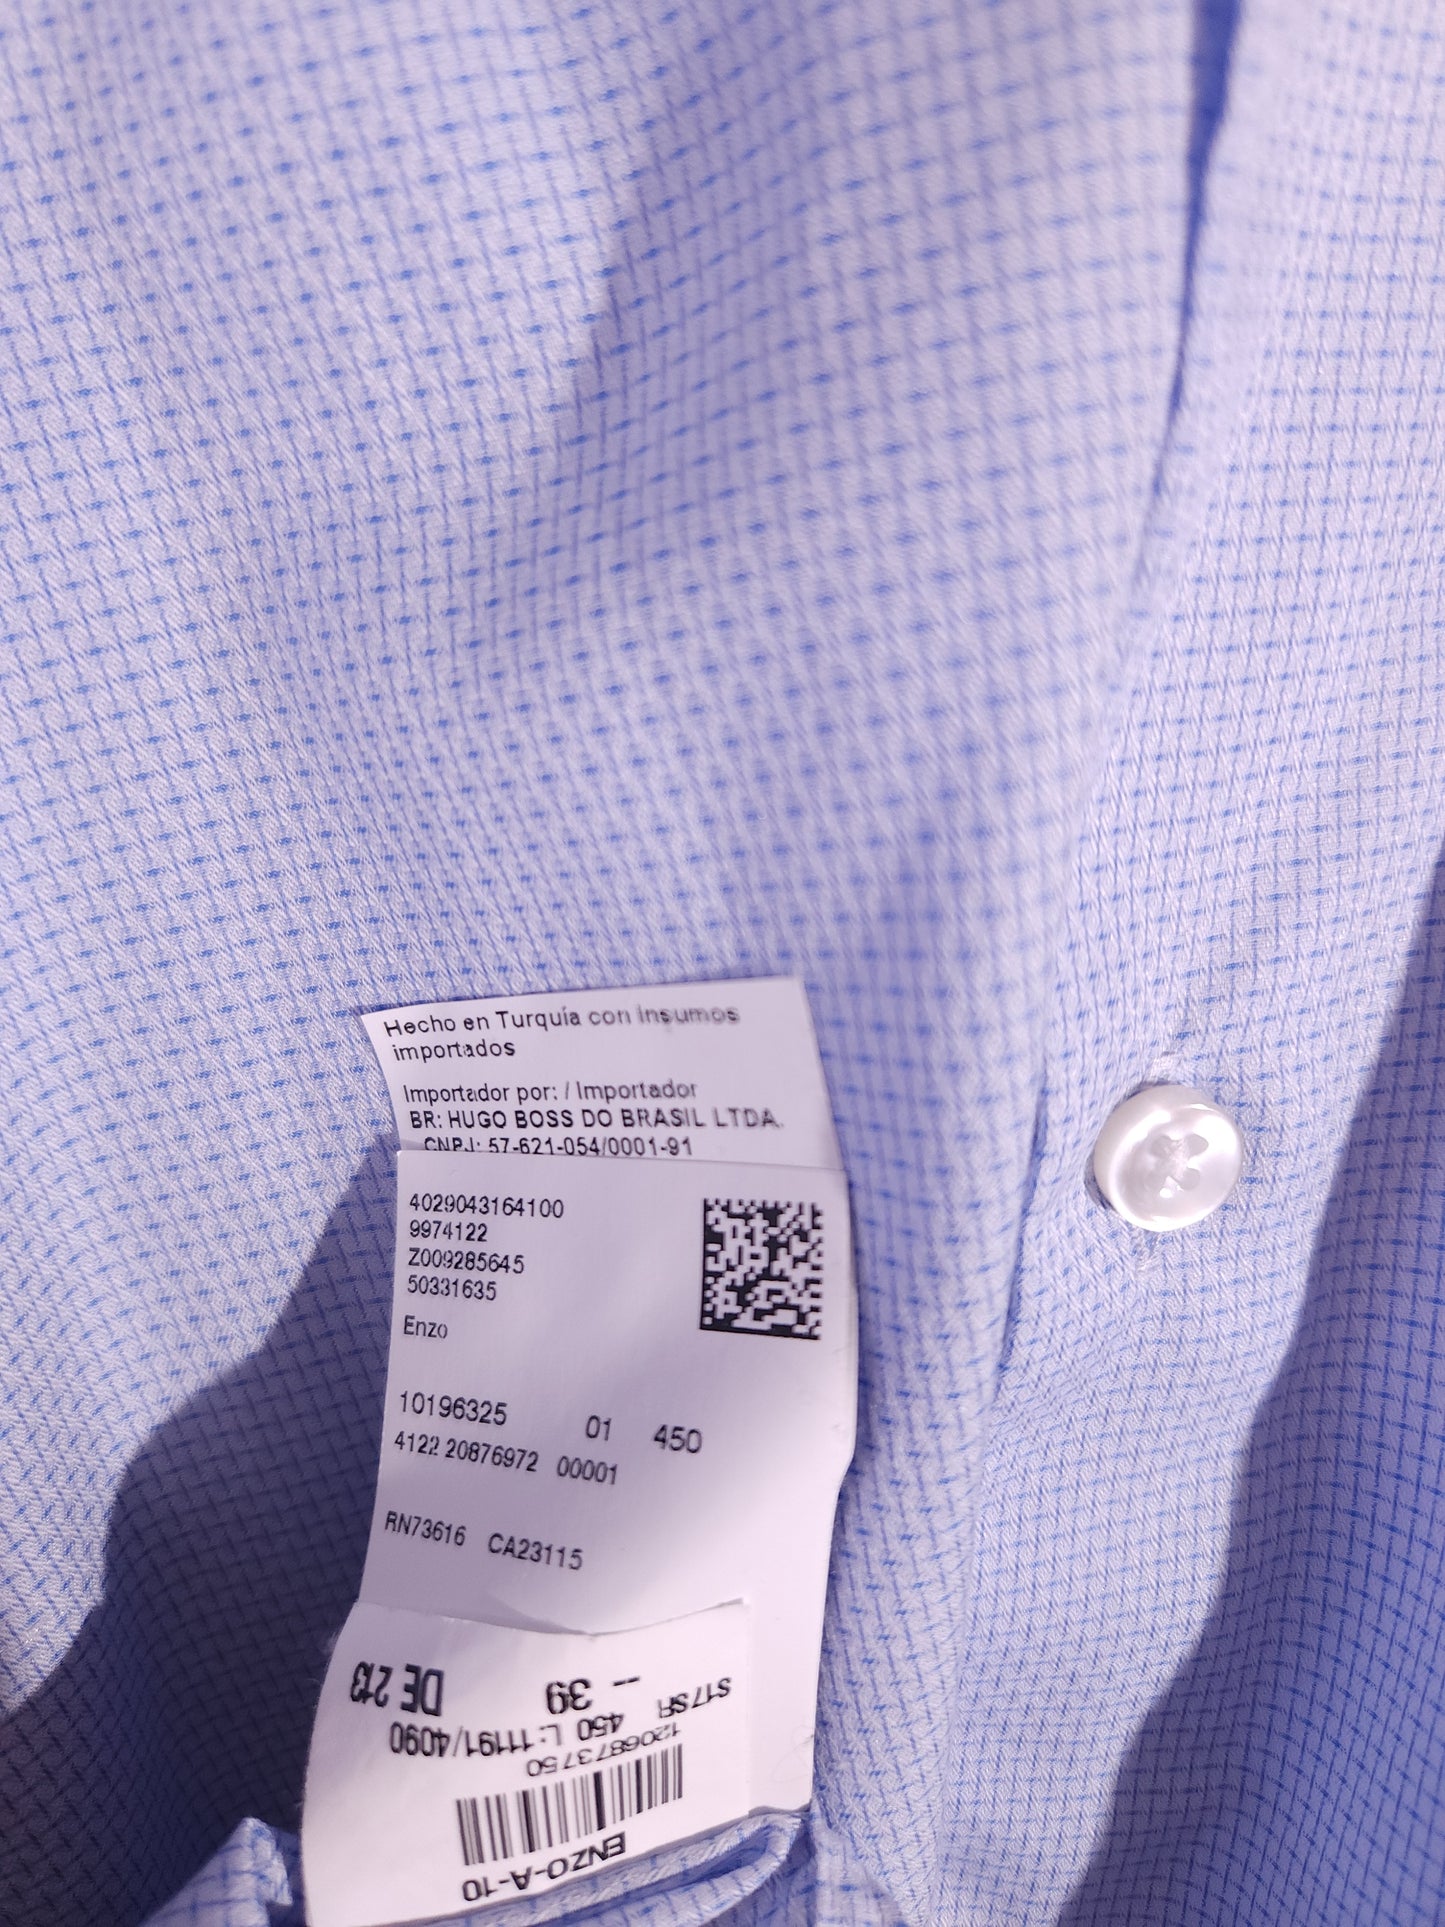 Hecho en Turquía con insumos
importados
Importador por: / Importador
BR: HUGO BOSS DO BRASIL LTDA.
CNPJ: 57-621-054/0001-91
4029043164100
9974122
Z009285645
50331635
Enzo
10196325 01 450
4122 20876972 00001
RN73616 CA23115
ENZO-A-10
1206873750
450 L: 11191/4090
S17SR -- 39 DE 213